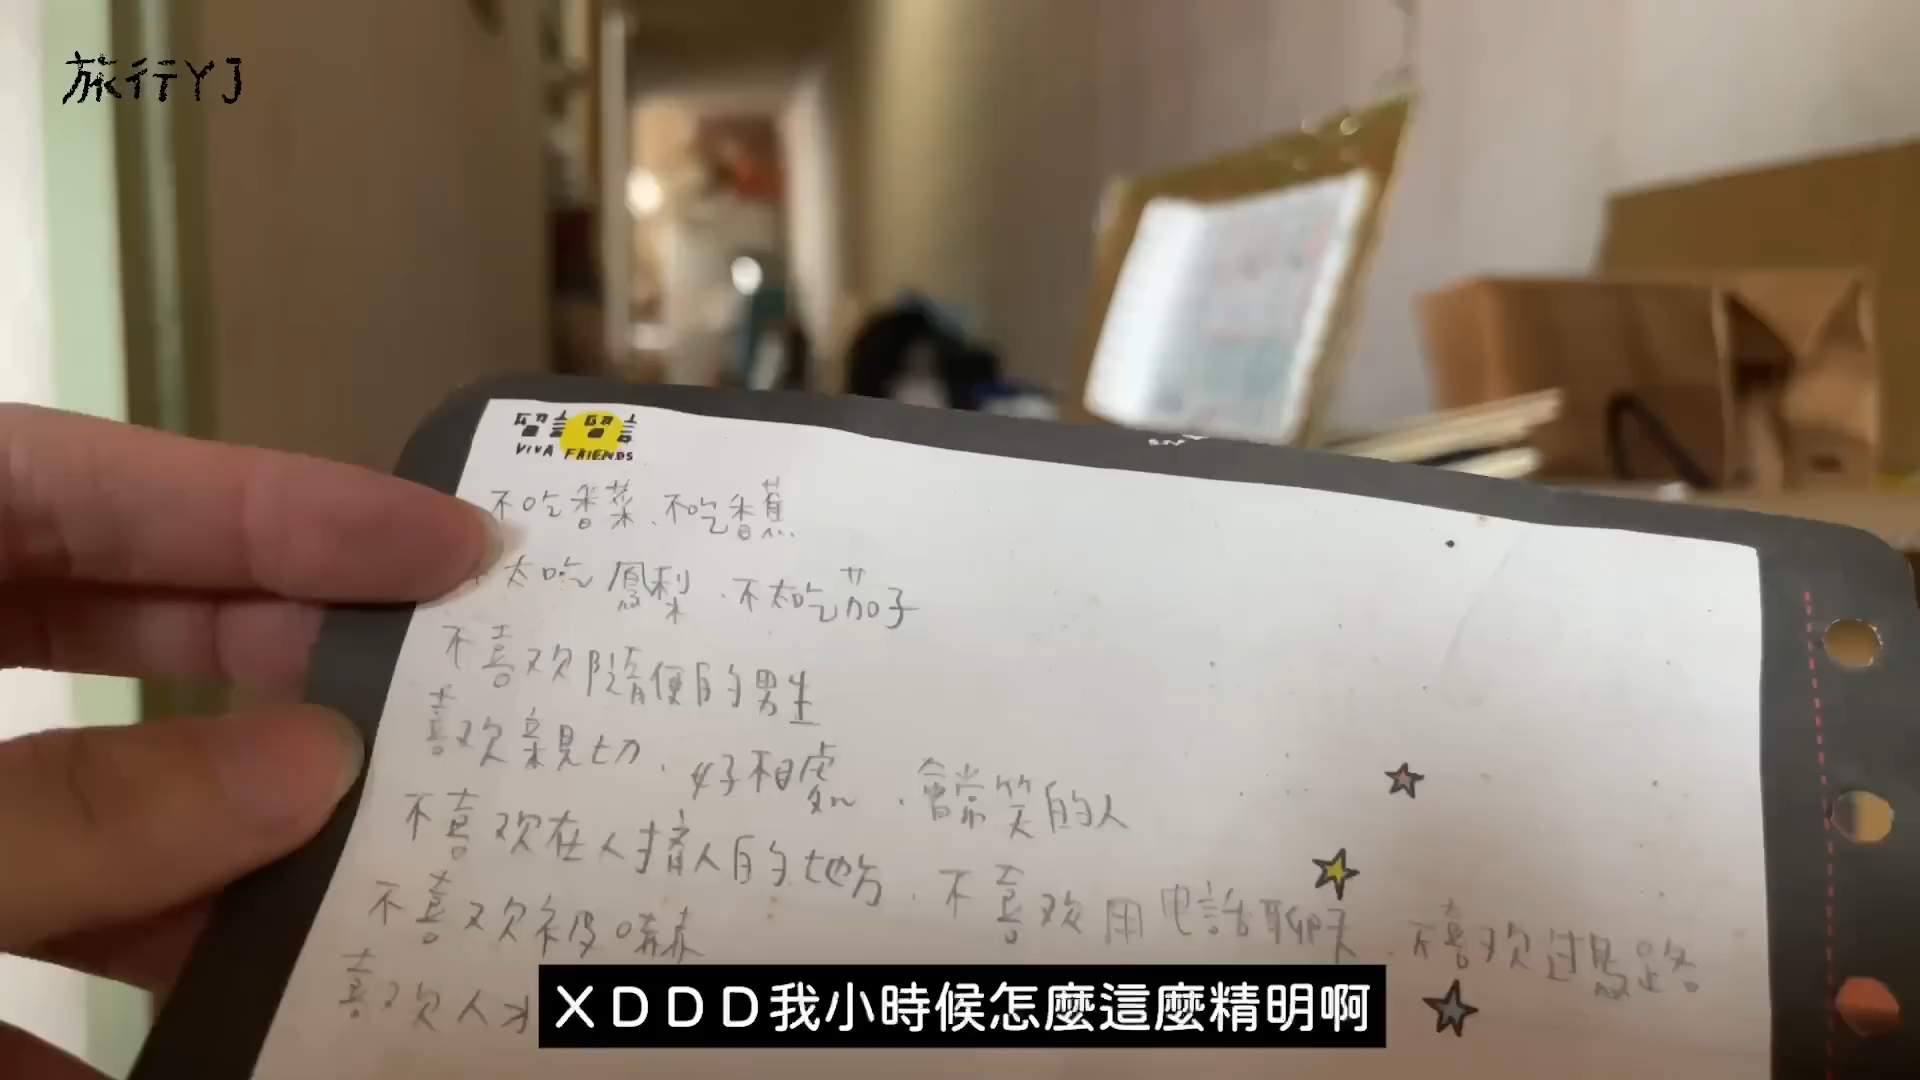 旅行YJ
VIVA FRIENDS
不吃香菜、不吃香蕉
太吃鳳梨、不太吃茄子
不喜欢隨便的男生
喜欢親切、好相處、會常笑的人
不喜欢在人擠人的地方、不喜欢用电話聊天、不喜欢过馬路
不喜欢被嚇
喜欢人
XDDD我小時候怎麼這麼精明啊